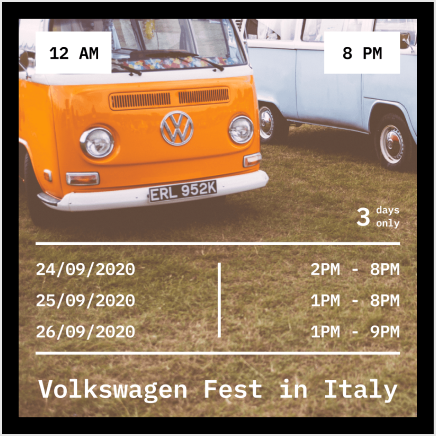 12 AM
8 PM
ERL 952K
3 days only
24/09/2020 2PM - 8PM
25/09/2020 1PM - 8PM
26/09/2020 1PM - 9PM
Volkswagen Fest in Italy